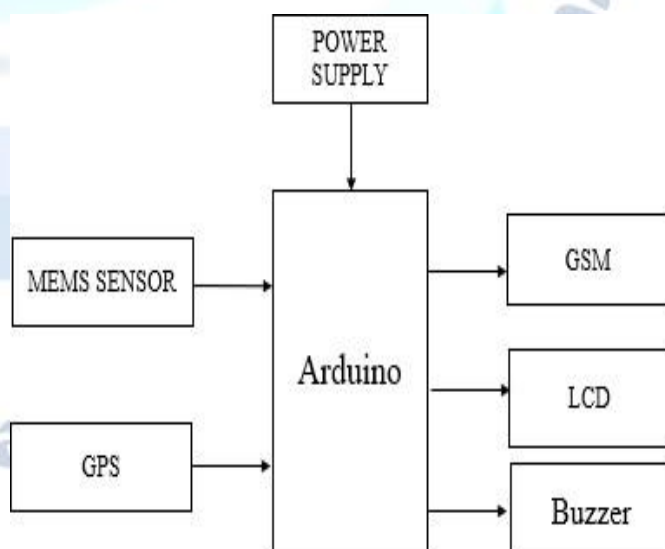 POWER
SUPPLY
MEMS SENSOR
GSM
Arduino
LCD
GPS
Buzzer